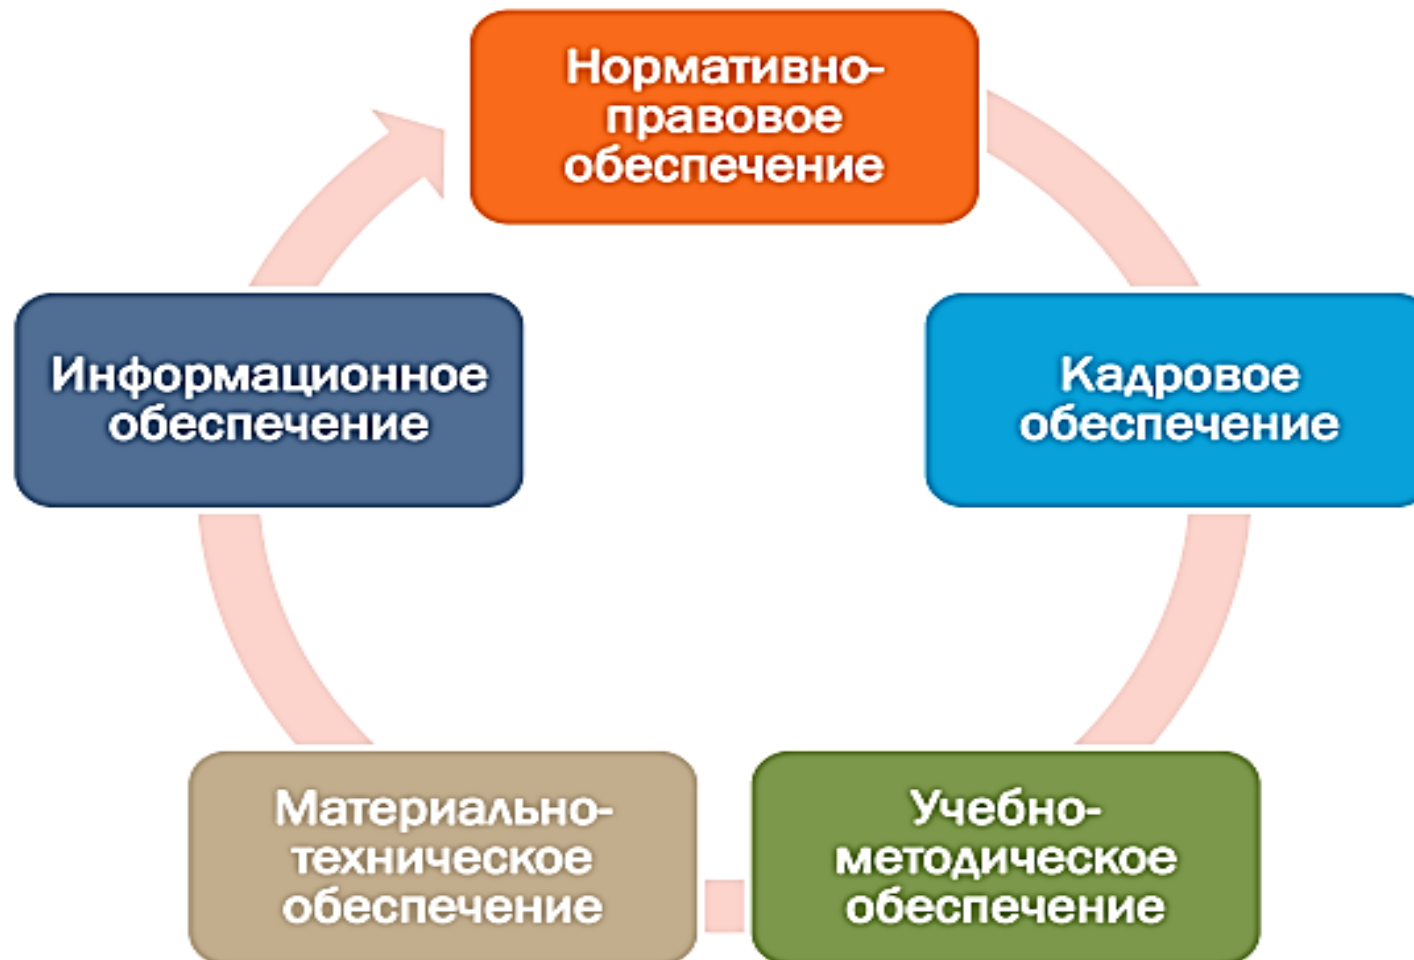 Нормативно-
правовое
обеспечение
Кадровое
обеспечение
Учебно-
методическое
обеспечение
Материально-
техническое
обеспечение
Информационное
обеспечение